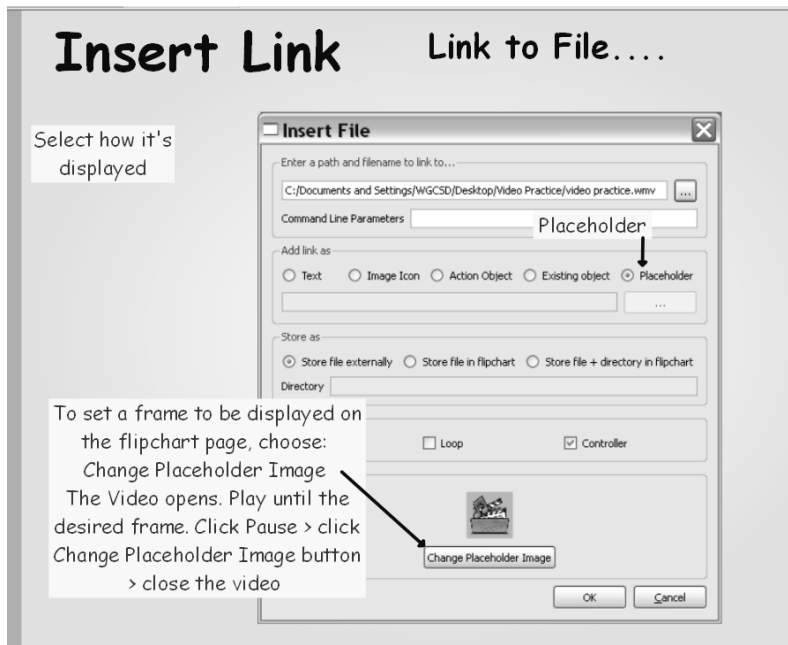 Insert Link
Link to File....
Select how it's
displayed
Insert File
Enter a path and filename to link to...
C:/Documents and Settings/WGCSD/Desktop/Video Practice/video practice.wmv
...
Command Line Parameters
Placeholder
Add link as
Text Image Icon Action Object Existing object Placeholder
...
Store as
Store file externally Store file in flipchart Store file + directory in flipchart
Directory
To set a frame to be displayed on
the flipchart page, choose:
Change Placeholder Image
The Video opens. Play until the
desired frame. Click Pause > click
Change Placeholder Image button
> close the video
Loop Controller
Change Placeholder Image
OK Cancel